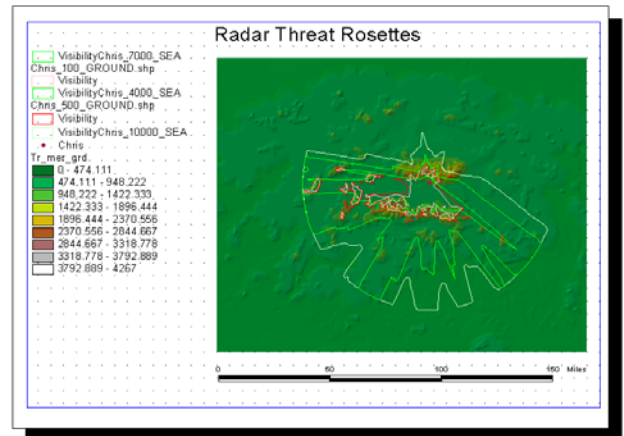 Radar Threat Rosettes
VisibilityChris_7000_SEA
Chris_100_GROUND.shp
Visibility
VisibilityChris_4000_SEA
Chris_500_GROUND.shp
Visibility
VisibilityChris_10000_SEA
Chris
Tr_mer_grd
0 - 474.111
474.111 - 948.222
948.222 - 1422.333
1422.333 - 1896.444
1896.444 - 2370.556
2370.556 - 2844.667
2844.667 - 3318.778
3318.778 - 3792.889
3792.889 - 4267
0 50 100 150 Miles